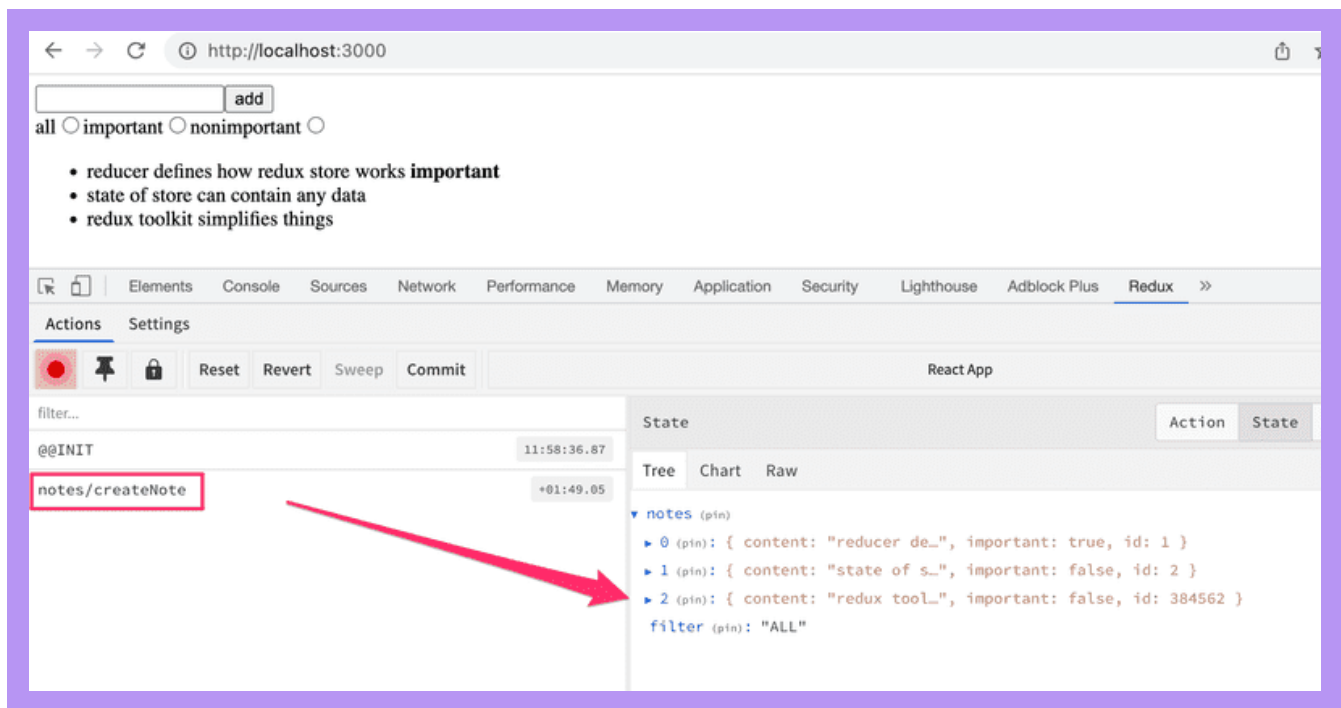 http://localhost:3000
add
all important nonimportant
reducer defines how redux store works important
state of store can contain any data
redux toolkit simplifies things
Elements Console Sources Network Performance Memory Application Security Lighthouse Adblock Plus Redux »
Actions Settings
Reset Revert Sweep Commit React App
filter...
State Action State
@@INIT 11:58:36.87
Tree Chart Raw
notes/createNote +01:49.05
notes (pin)
0 (pin): { content: "reducer de…", important: true, id: 1 }
1 (pin): { content: "state of s…", important: false, id: 2 }
2 (pin): { content: "redux tool…", important: false, id: 384562 }
filter (pin): "ALL"